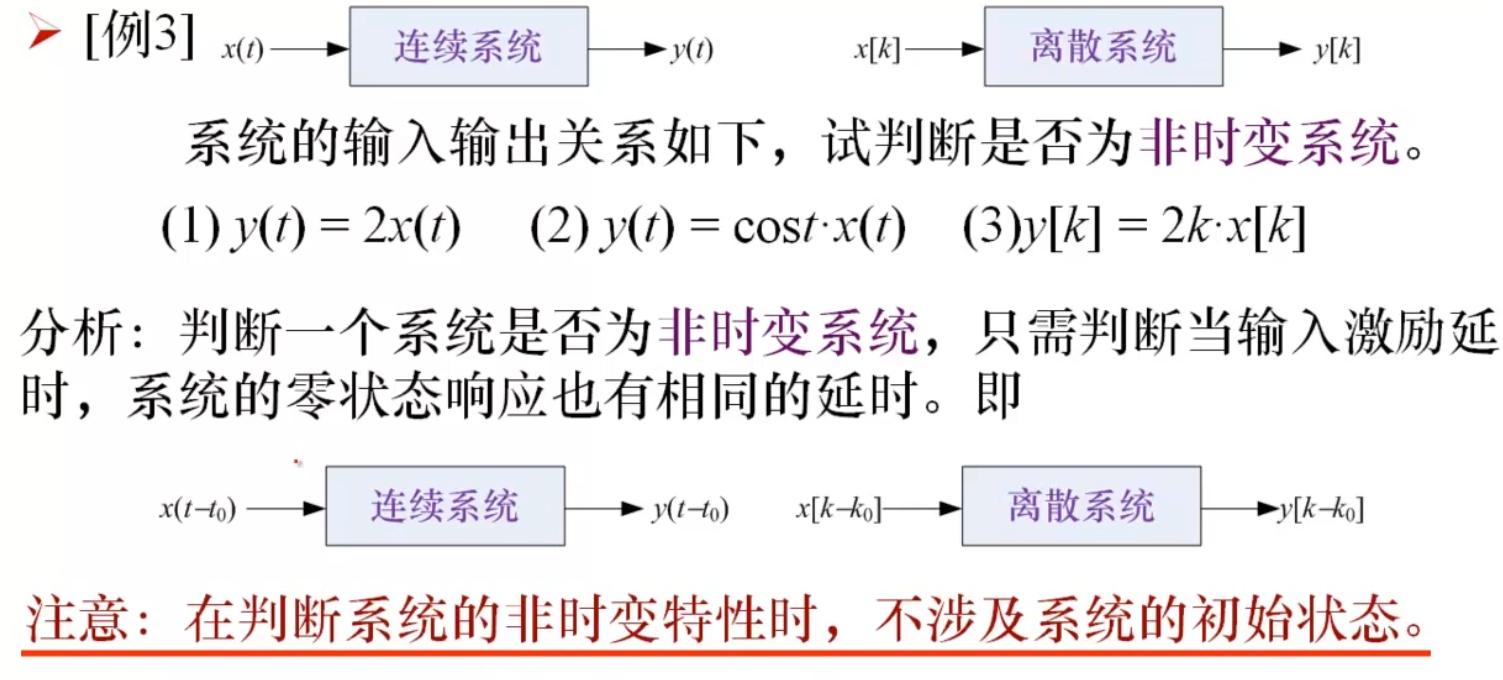 [例3] x(t) 连续系统 y(t) x[k] 离散系统 y[k]
系统的输入输出关系如下，试判断是否为非时变系统。
(1) y(t) = 2x(t) (2) y(t) = cost·x(t) (3)y[k] = 2k·x[k]
分析：判断一个系统是否为非时变系统，只需判断当输入激励延
时，系统的零状态响应也有相同的延时。即
x(t–t₀) 连续系统 y(t–t₀) x[k–k₀] 离散系统 y[k–k₀]
注意：在判断系统的非时变特性时，不涉及系统的初始状态。